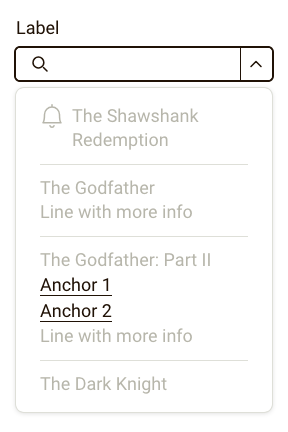 Label
The Shawshank
Redemption
The Godfather
Line with more info
The Godfather: Part II
Anchor 1
Anchor 2
Line with more info
The Dark Knight